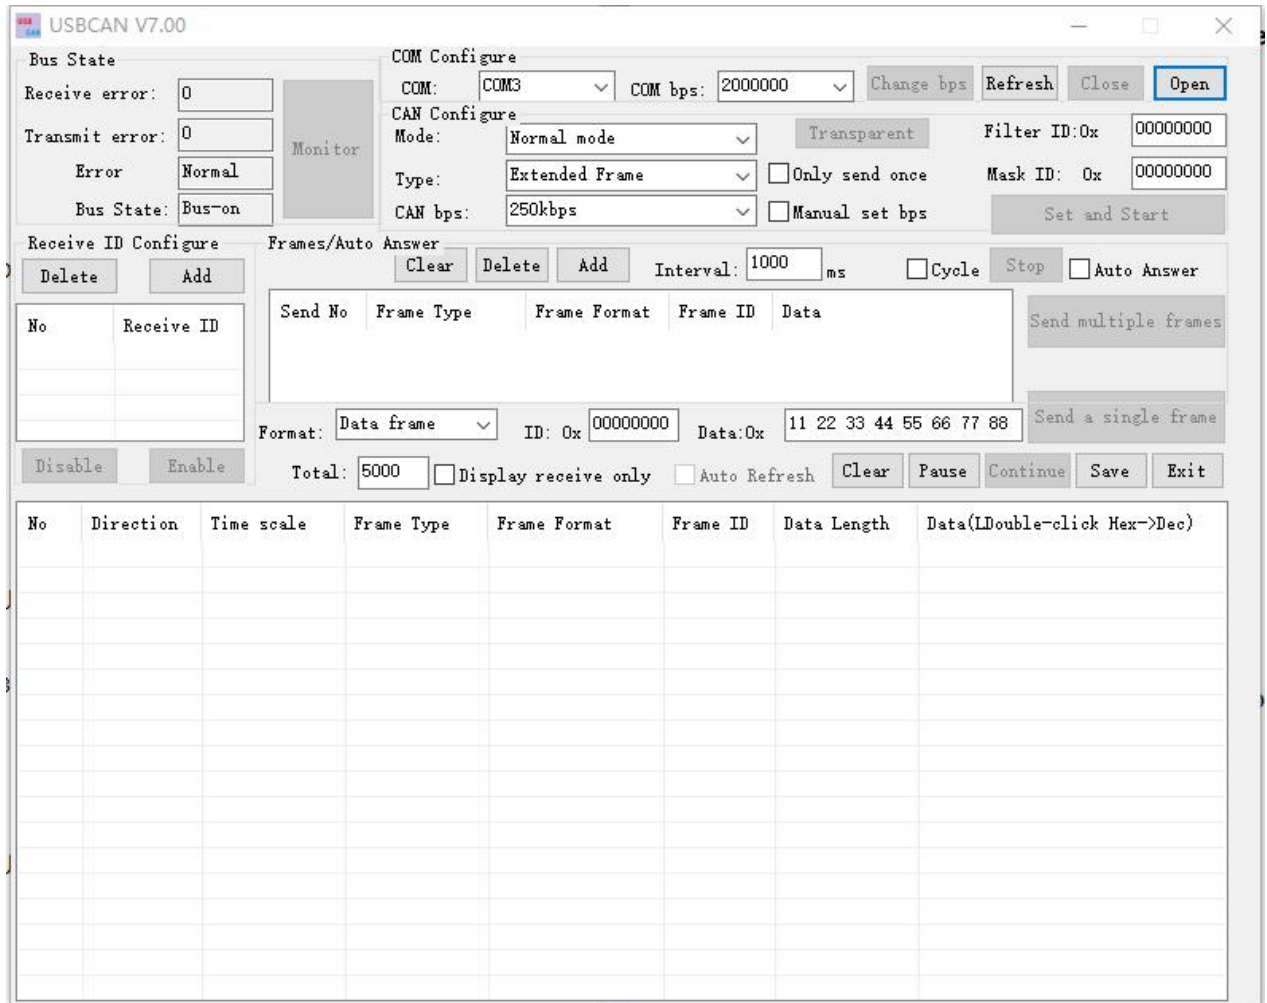 USBCAN V7.00
Bus State
Receive error: 0
Transmit error: 0
Error Normal
Bus State: Bus-on
Monitor
COM Configure
COM: COM3 COM bps: 2000000 Change bps Refresh Close Open
CAN Configure
Mode: Normal mode Transparent Filter ID:0x 00000000
Type: Extended Frame Only send once Mask ID: 0x 00000000
CAN bps: 250kbps Manual set bps Set and Start
Receive ID Configure
Delete Add
No Receive ID
Disable Enable
Frames/Auto Answer
Clear Delete Add Interval: 1000 ms Cycle Stop Auto Answer
Send No Frame Type Frame Format Frame ID Data
Send multiple frames
Format: Data frame ID: 0x 00000000 Data:0x 11 22 33 44 55 66 77 88 Send a single frame
Total: 5000 Display receive only Auto Refresh Clear Pause Continue Save Exit
No Direction Time scale Frame Type Frame Format Frame ID Data Length Data(LDouble-click Hex->Dec)